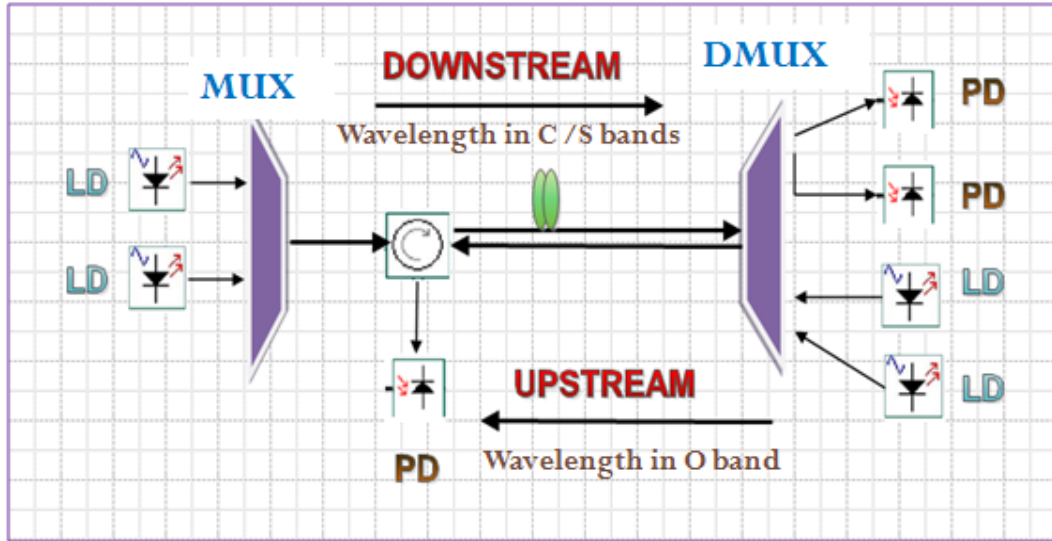 DOWNSTREAM
DMUX
MUX
Wavelength in C /S bands
PD
LD
PD
LD
LD
UPSTREAM
LD
PD
Wavelength in O band